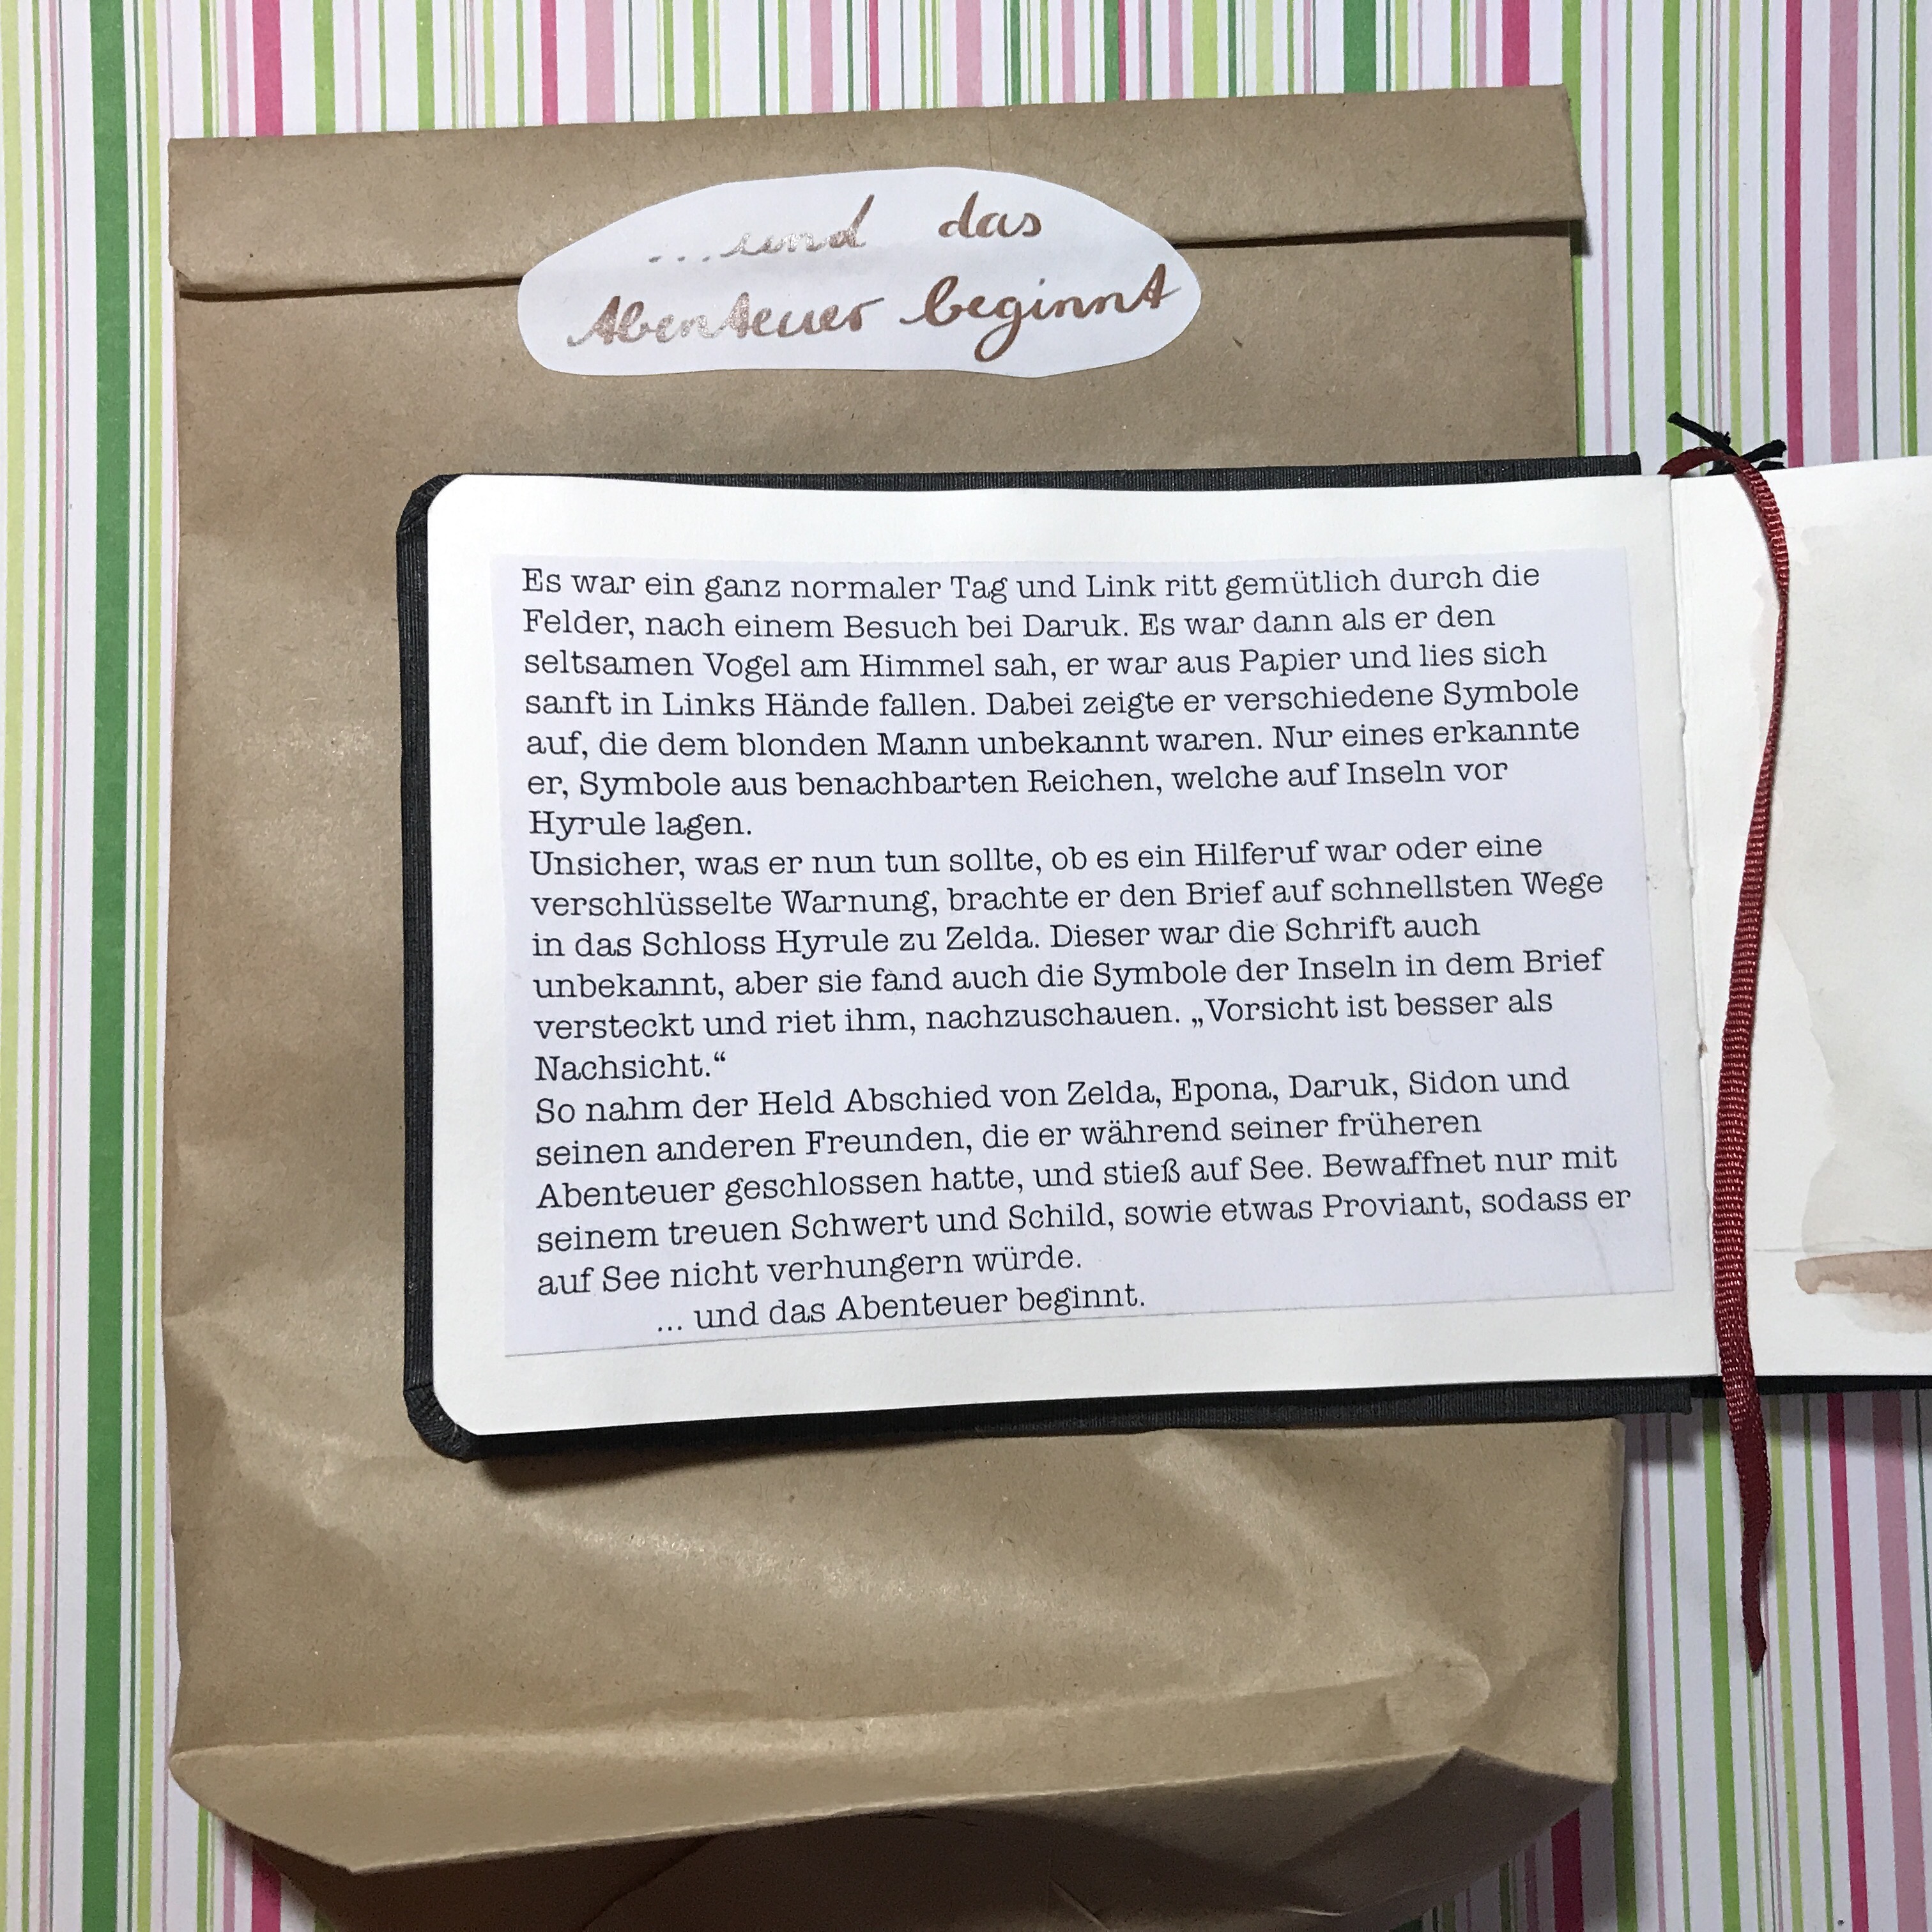 ...und das
Abenteuer beginnt
Es war ein ganz normaler Tag und Link ritt gemütlich durch die
Felder, nach einem Besuch bei Daruk. Es war dann als er den
seltsamen Vogel am Himmel sah, er war aus Papier und lies sich
sanft in Links Hände fallen. Dabei zeigte er verschiedene Symbole
auf, die dem blonden Mann unbekannt waren. Nur eines erkannte
er, Symbole aus benachbarten Reichen, welche auf Inseln vor
Hyrule lagen.
Unsicher, was er nun tun sollte, ob es ein Hilferuf war oder eine
verschlüsselte Warnung, brachte er den Brief auf schnellsten Wege
in das Schloss Hyrule zu Zelda. Dieser war die Schrift auch
unbekannt, aber sie fand auch die Symbole der Inseln in dem Brief
versteckt und riet ihm, nachzuschauen. „Vorsicht ist besser als
Nachsicht.“
So nahm der Held Abschied von Zelda, Epona, Daruk, Sidon und
seinen anderen Freunden, die er während seiner früheren
Abenteuer geschlossen hatte, und stieß auf See. Bewaffnet nur mit
seinem treuen Schwert und Schild, sowie etwas Proviant, sodass er
auf See nicht verhungern würde.
... und das Abenteuer beginnt.